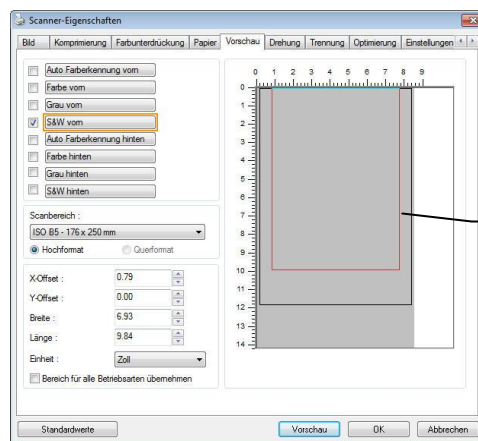 Scanner-Eigenschaften
Bild Komprimierung Farbunterdrückung Papier Vorschau Drehung Trennung Optimierung Einstellungen
Auto Farberkennung vorn
Farbe vorn
Grau vorn
S&W vorn
Auto Farberkennung hinten
Farbe hinten
Grau hinten
S&W hinten
Scanbereich :
ISO B5 - 176 x 250 mm
Hochformat Querformat
X-Offset : 0.79
Y-Offset : 0.00
Breite : 6.93
Länge : 9.84
Einheit : Zoll
Bereich für alle Betriebsarten übernehmen
0 1 2 3 4 5 6 7 8 9
0
1
2
3
4
5
6
7
8
9
10
11
12
13
14
Standardwerte Vorschau OK Abbrechen